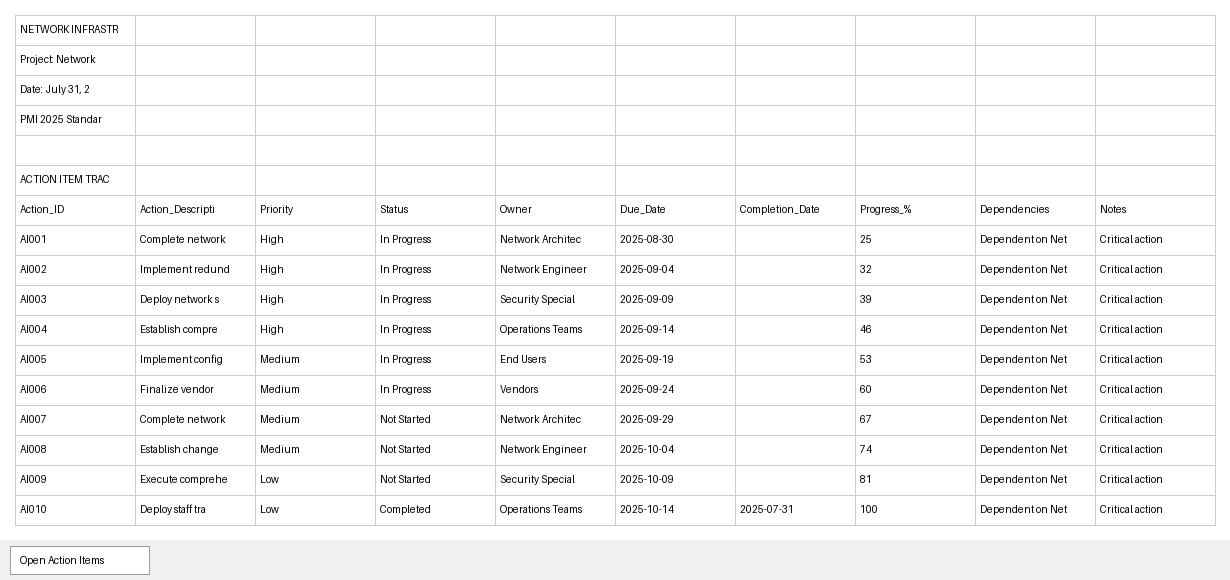 NETWORK INFRASTR
Project: Network
Date: July 31, 2
PMI 2025 Standar
ACTION ITEM TRAC
Action_ID Action_Descripti Priority Status Owner Due_Date Completion_Date Progress_% Dependencies Notes
AI001 Complete network High In Progress Network Architec 2025-08-30 25 Dependent on Net Critical action
AI002 Implement redund High In Progress Network Engineer 2025-09-04 32 Dependent on Net Critical action
AI003 Deploy network s High In Progress Security Special 2025-09-09 39 Dependent on Net Critical action
AI004 Establish compre High In Progress Operations Teams 2025-09-14 46 Dependent on Net Critical action
AI005 Implement config Medium In Progress End Users 2025-09-19 53 Dependent on Net Critical action
AI006 Finalize vendor Medium In Progress Vendors 2025-09-24 60 Dependent on Net Critical action
AI007 Complete network Medium Not Started Network Architec 2025-09-29 67 Dependent on Net Critical action
AI008 Establish change Medium Not Started Network Engineer 2025-10-04 74 Dependent on Net Critical action
AI009 Execute comprehe Low Not Started Security Special 2025-10-09 81 Dependent on Net Critical action
AI010 Deploy staff tra Low Completed Operations Teams 2025-10-14 2025-07-31 100 Dependent on Net Critical action
Open Action Items